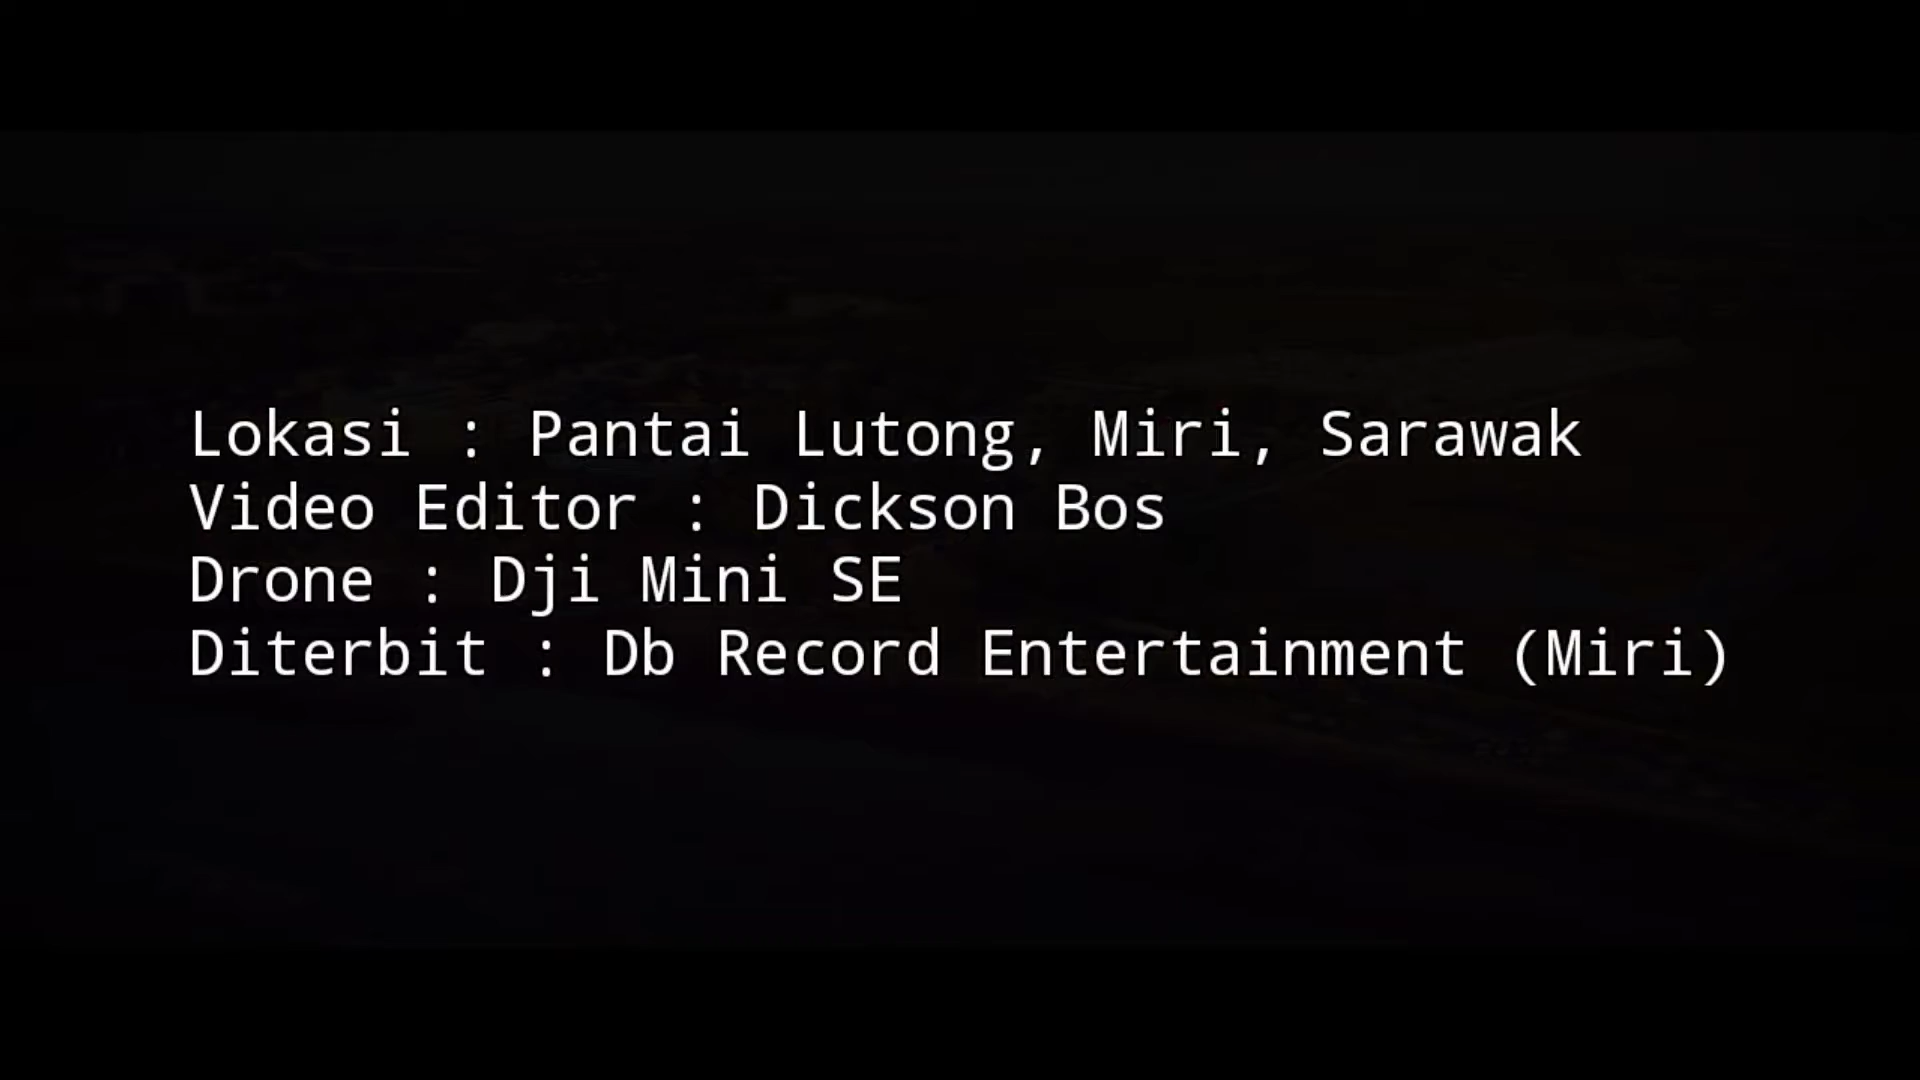 Lokasi : Pantai Lutong, Miri, Sarawak
Video Editor : Dickson Bos
Drone : Dji Mini SE
Diterbit : Db Record Entertainment (Miri)